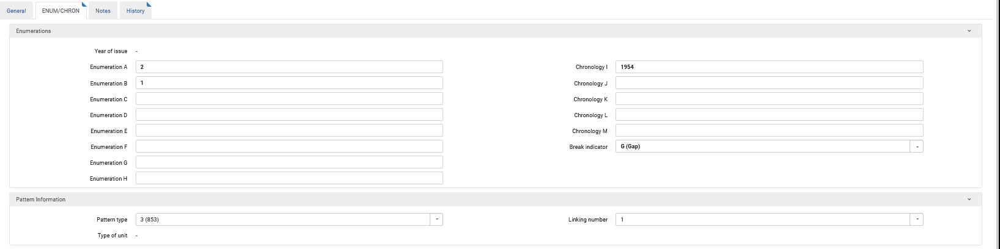 General ENUM/CHRON Notes History
Enumerations
Year of issue -
Enumeration A 2 Chronology I 1954
Enumeration B 1 Chronology J
Enumeration C Chronology K
Enumeration D Chronology L
Enumeration E Chronology M
Enumeration F Break indicator G (Gap)
Enumeration G
Enumeration H
Pattern Information
Pattern type 3 (853) Linking number 1
Type of unit -